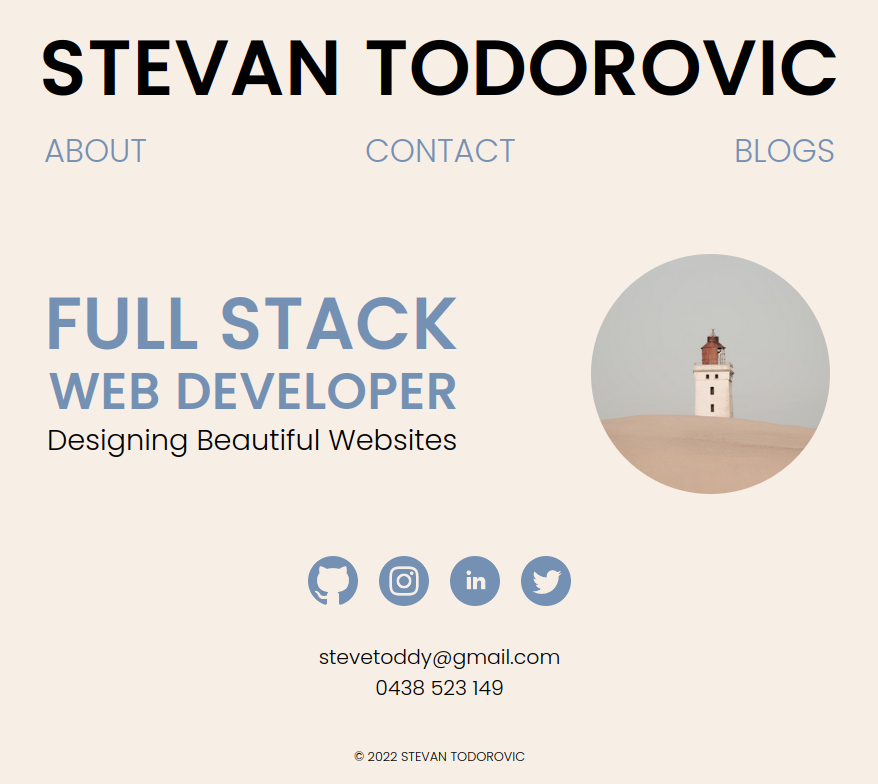 STEVAN TODOROVIC
ABOUT CONTACT BLOGS
FULL STACK
WEB DEVELOPER
Designing Beautiful Websites
in
stevetoddy@gmail.com
0438 523 149
© 2022 STEVAN TODOROVIC